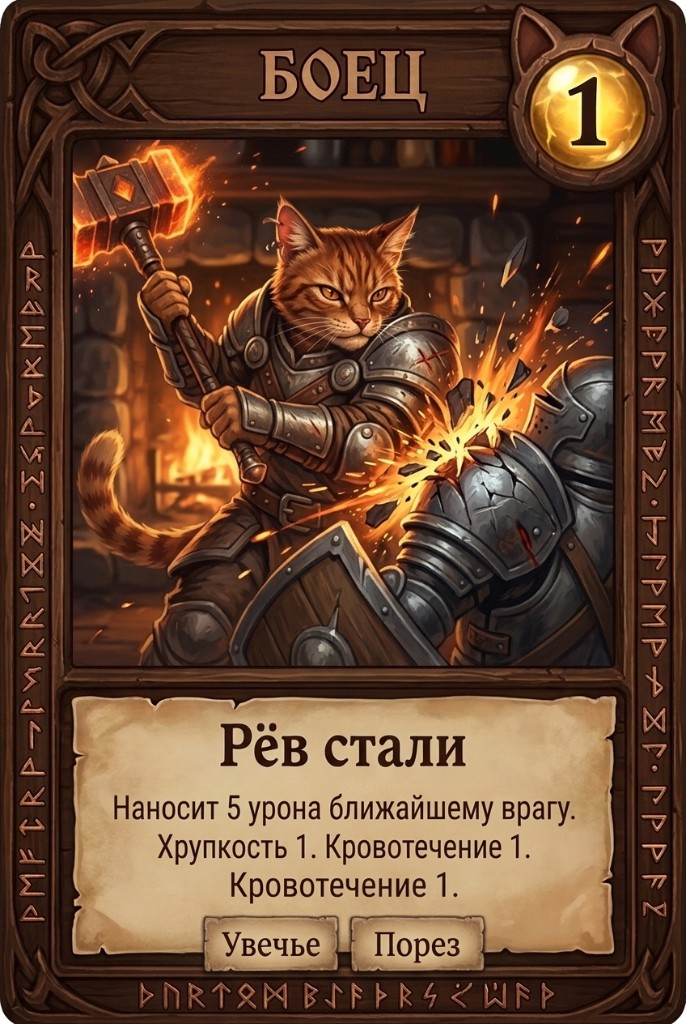 БОЕЦ
1
Рёв стали
Наносит 5 урона ближайшему врагу.
Хрупкость 1. Кровотечение 1.
Кровотечение 1.
Увечье
Порез